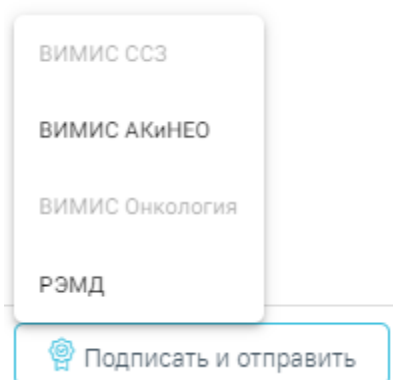 ВИМИС ССЗ
ВИМИС АКиНЕО
ВИМИС Онкология
РЭМД
Подписать и отправить